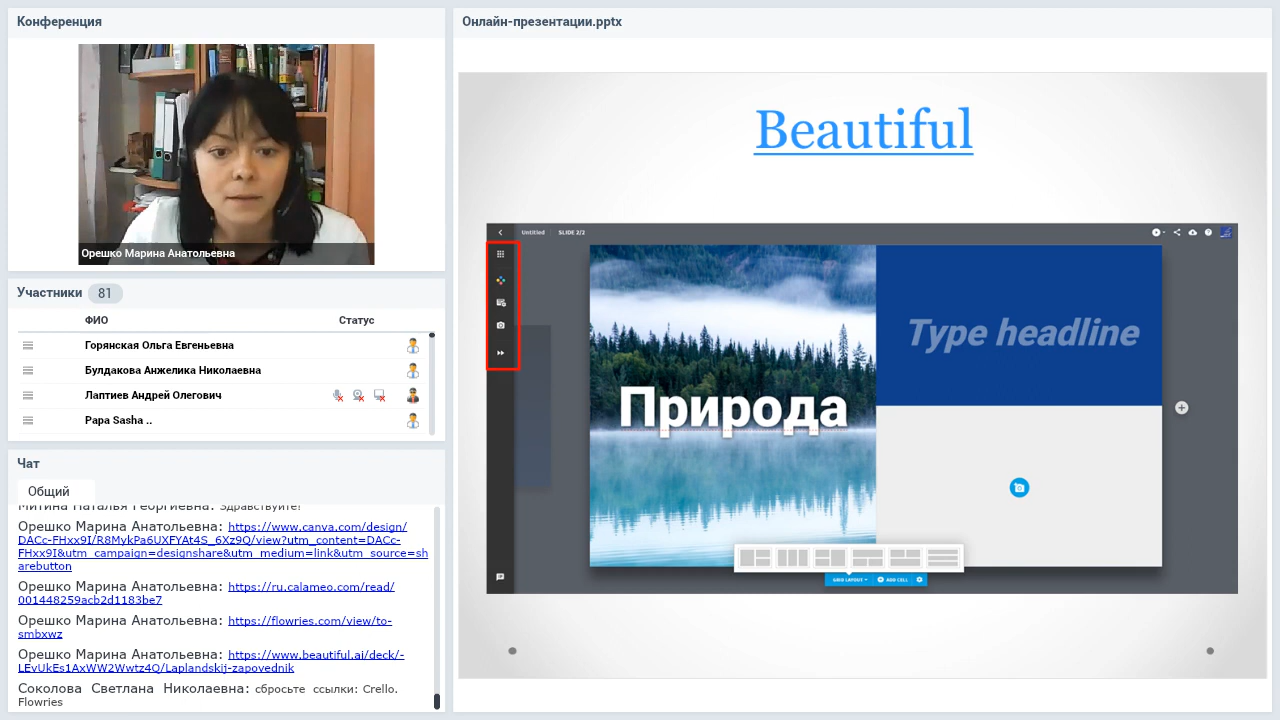 Конференция
Орешко Марина Анатольевна
Участники 81
ФИО Статус
Горянская Ольга Евгеньевна
Булдакова Анжелика Николаевна
Лаптиев Андрей Олегович
Papa Sasha ..
Чат
Общий
Митина Наталья Георгиевна: Здравствуйте!
Орешко Марина Анатольевна: https://www.canva.com/design/
DACc-FHxx9I/R8MykPa6UXFYAt4S_6Xz9Q/view?utm_content=DACc-
FHxx9I&utm_campaign=designshare&utm_medium=link&utm_source=sh
arebutton
Орешко Марина Анатольевна: https://ru.calameo.com/read/
001448259acb2d1183be7
Орешко Марина Анатольевна: https://flowries.com/view/to-
smbxwz
Орешко Марина Анатольевна: https://www.beautiful.ai/deck/-
LEvUkEs1AxWW2Wwtz4Q/Laplandskij-zapovednik
Соколова Светлана Николаевна: сбросьте ссылки: Crello.
Flowries
Онлайн-презентации.pptx
Beautiful
Untitled SLIDE 2/2
Type headline
Природа
GRID LAYOUT ADD CELL